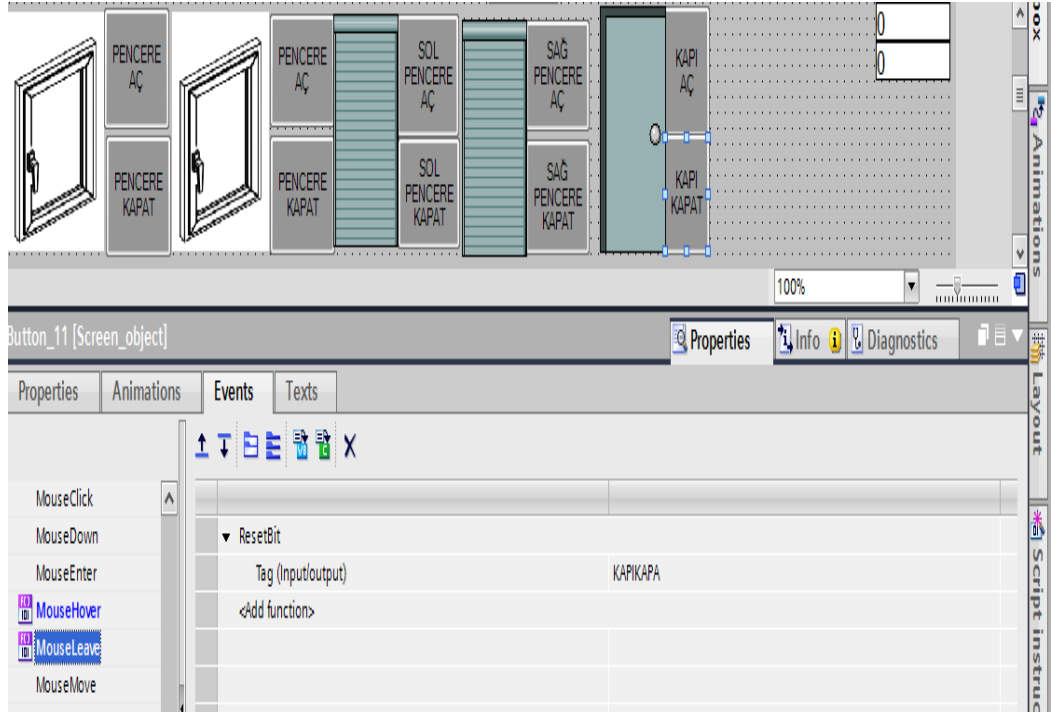 PENCERE
AÇ
PENCERE
AÇ
SOL
PENCERE
AÇ
SAĞ
PENCERE
AÇ
KAPI
AÇ
0
0
PENCERE
KAPAT
PENCERE
KAPAT
SOL
PENCERE
KAPAT
SAĞ
PENCERE
KAPAT
KAPI
KAPAT
100%
Button_11 [Screen_object]
Properties
Info
Diagnostics
Properties
Animations
Events
Texts
MouseClick
MouseDown
MouseEnter
MouseHover
MouseLeave
MouseMove
ResetBit
Tag (Input/output)
KAPIKAPA
<Add function>
Animations
Layout